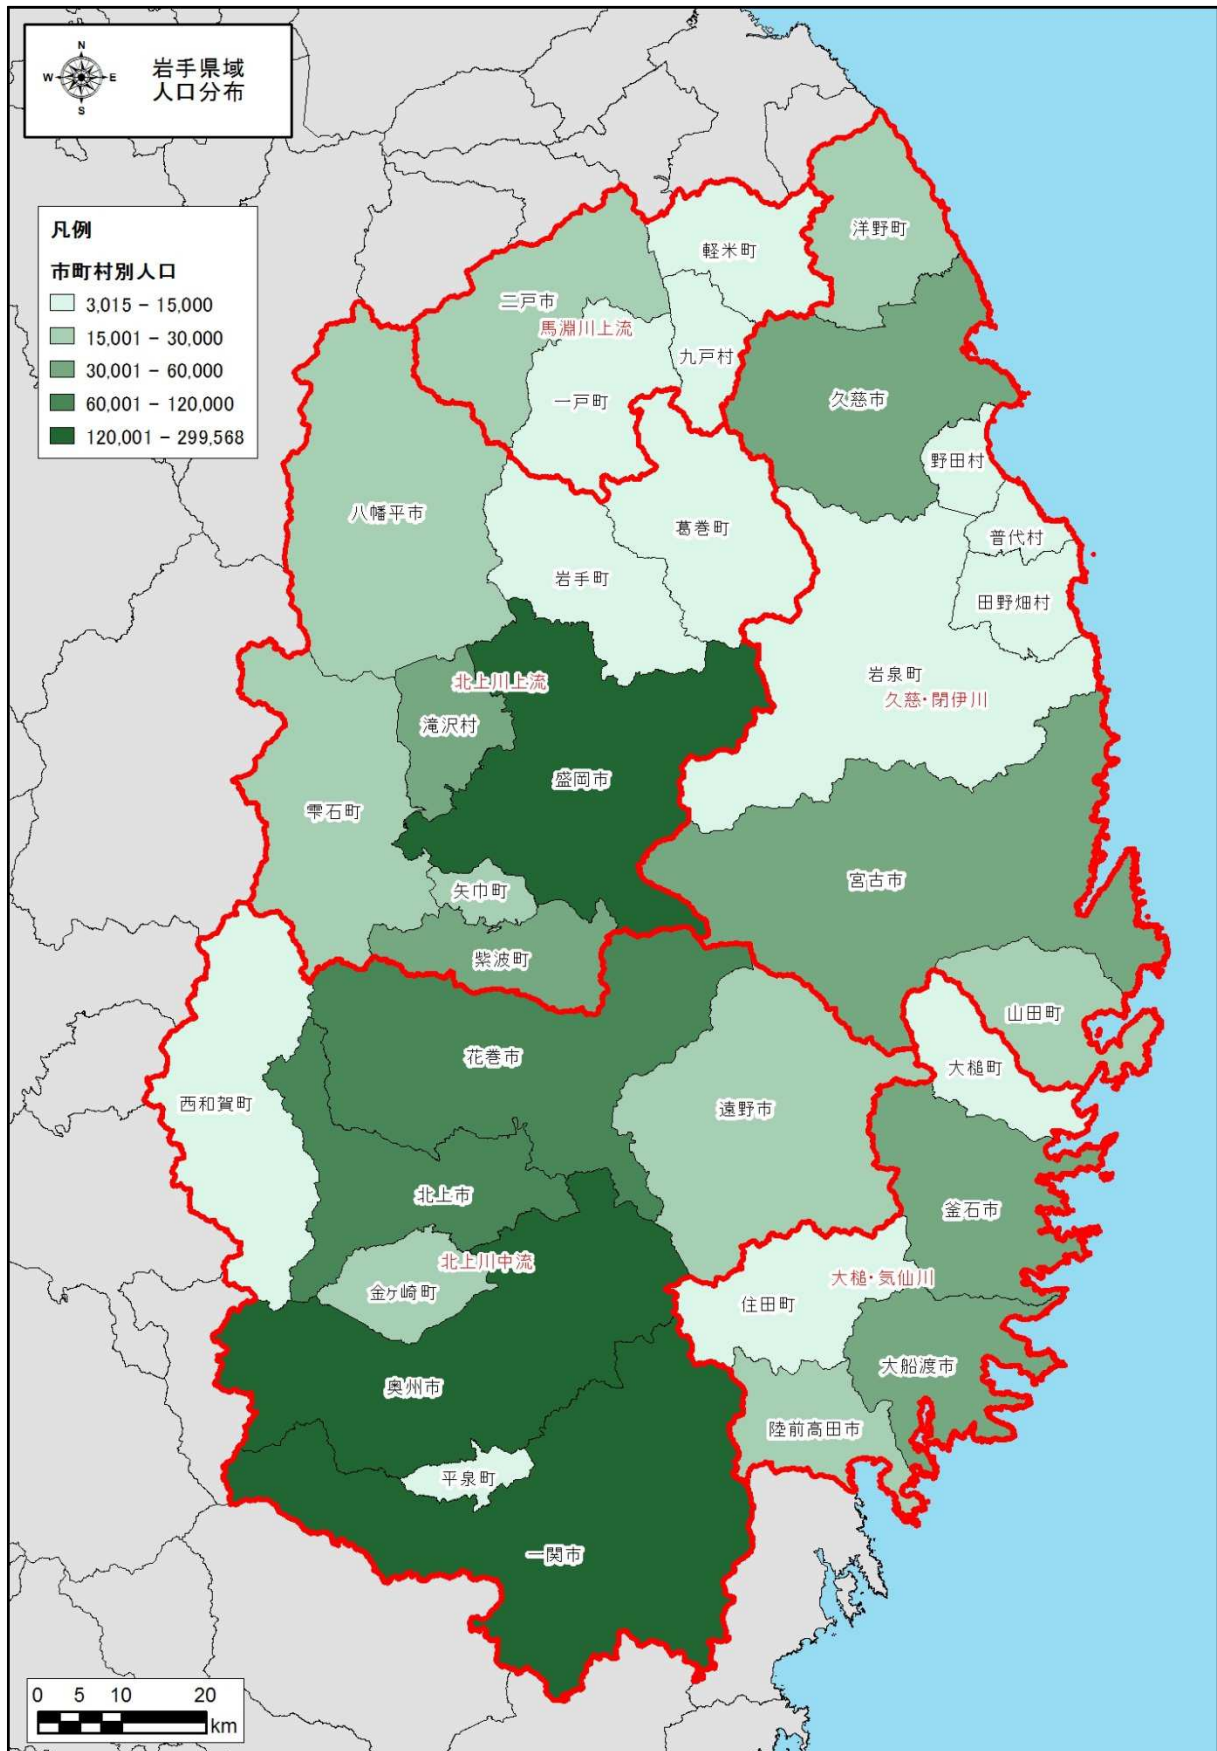 N
W E
S
岩手県域
人口分布
凡例
市町村別人口
3,015 - 15,000
15,001 - 30,000
30,001 - 60,000
60,001 - 120,000
120,001 - 299,568
洋野町
軽米町
二戸市
馬淵川上流
九戸村
一戸町
久慈市
野田村
八幡平市
葛巻町
普代村
岩手町
田野畑村
岩泉町
北上川上流
久慈・閉伊川
滝沢村
盛岡市
雫石町
宮古市
矢巾町
紫波町
山田町
花巻市
大槌町
西和賀町
遠野市
北上市
釜石市
北上川中流
大槌・気仙川
金ヶ崎町
住田町
大船渡市
奥州市
陸前高田市
平泉町
一関市
0 5 10 20
km